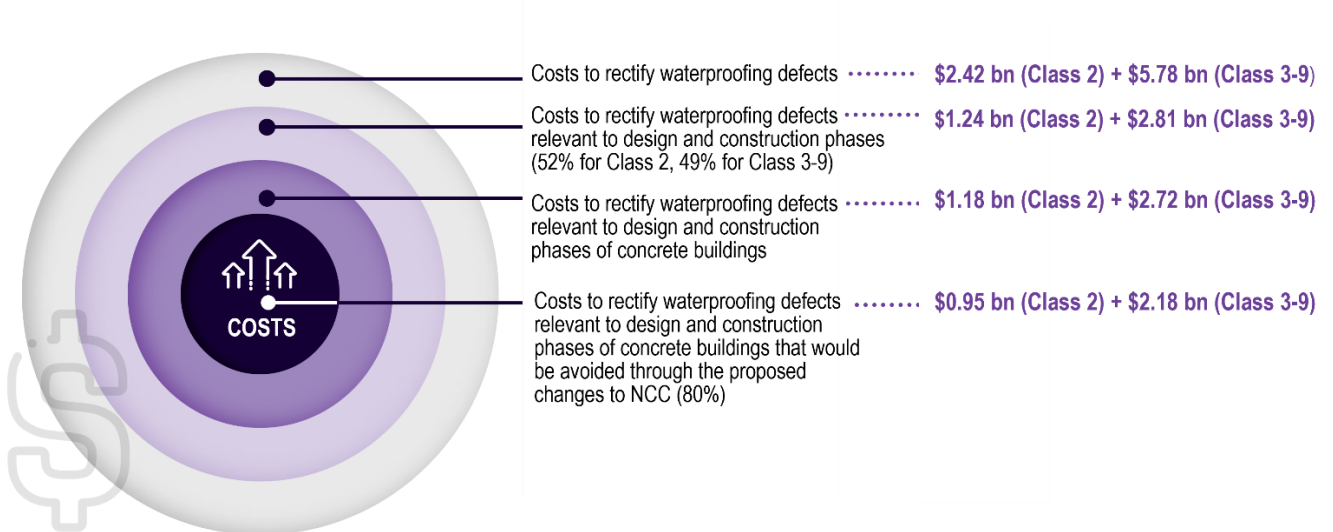 Costs to rectify waterproofing defects ········ $2.42 bn (Class 2) + $5.78 bn (Class 3-9)
Costs to rectify waterproofing defects ········· $1.24 bn (Class 2) + $2.81 bn (Class 3-9)
relevant to design and construction phases
(52% for Class 2, 49% for Class 3-9)
Costs to rectify waterproofing defects ········· $1.18 bn (Class 2) + $2.72 bn (Class 3-9)
relevant to design and construction
phases of concrete buildings
Costs to rectify waterproofing defects ········ $0.95 bn (Class 2) + $2.18 bn (Class 3-9)
relevant to design and construction
phases of concrete buildings that would
be avoided through the proposed
changes to NCC (80%)
COSTS
$